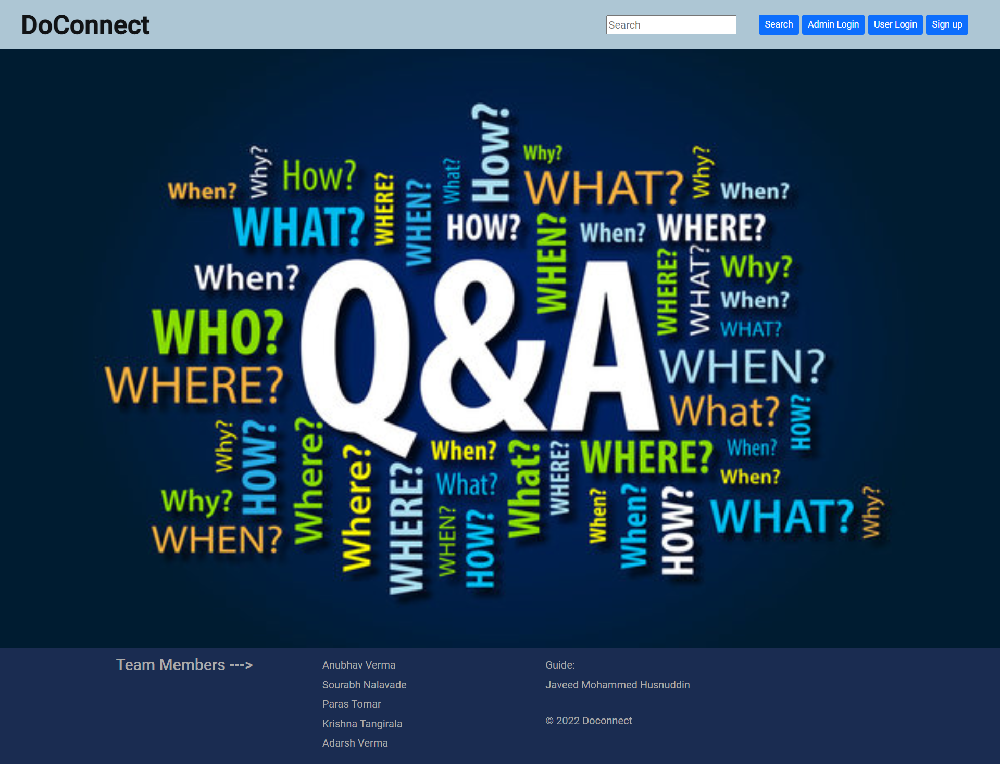 DoConnect
Search
Search
Admin Login
User Login
Sign up
How?
Why?
Why?
How?
What?
WHERE?
WHEN?
When?
WHAT?
Why?
When?
WHAT?
HOW?
WHEN?
When?
WHERE?
When?
Q&A
WHERE?
WHAT?
Why?
When?
WHAT?
WHO?
WHERE?
WHEN?
What?
HOW?
Why?
HOW?
Where?
Where?
WHERE?
When?
What?
WHERE?
WHERE?
When?
When?
What?
WHEN?
HOW?
When?
When?
HOW?
WHAT?
Why?
Why?
WHEN?
Team Members --->
Anubhav Verma
Sourabh Nalavade
Paras Tomar
Krishna Tangirala
Adarsh Verma
Guide:
Javeed Mohammed Husnuddin
© 2022 Doconnect